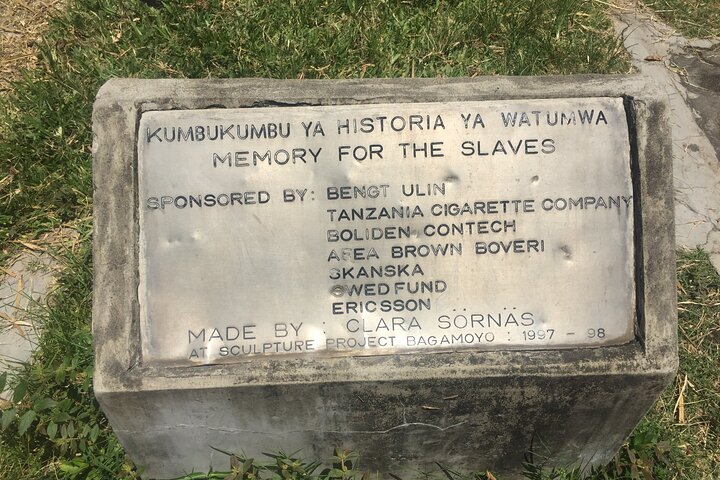 KUMBUKUMBU YA HISTORIA YA WATUMWA
MEMORY FOR THE SLAVES
SPONSORED BY: BENGT ULIN
TANZANIA CIGARETTE COMPANY
BOLIDEN CONTECH
ASEA BROWN BOVERI
SKANSKA
SWEDFUND
ERICSSON
MADE BY : CLARA SÖRNÄS
AT SCULPTURE PROJECT BAGAMOYO : 1997 - 98